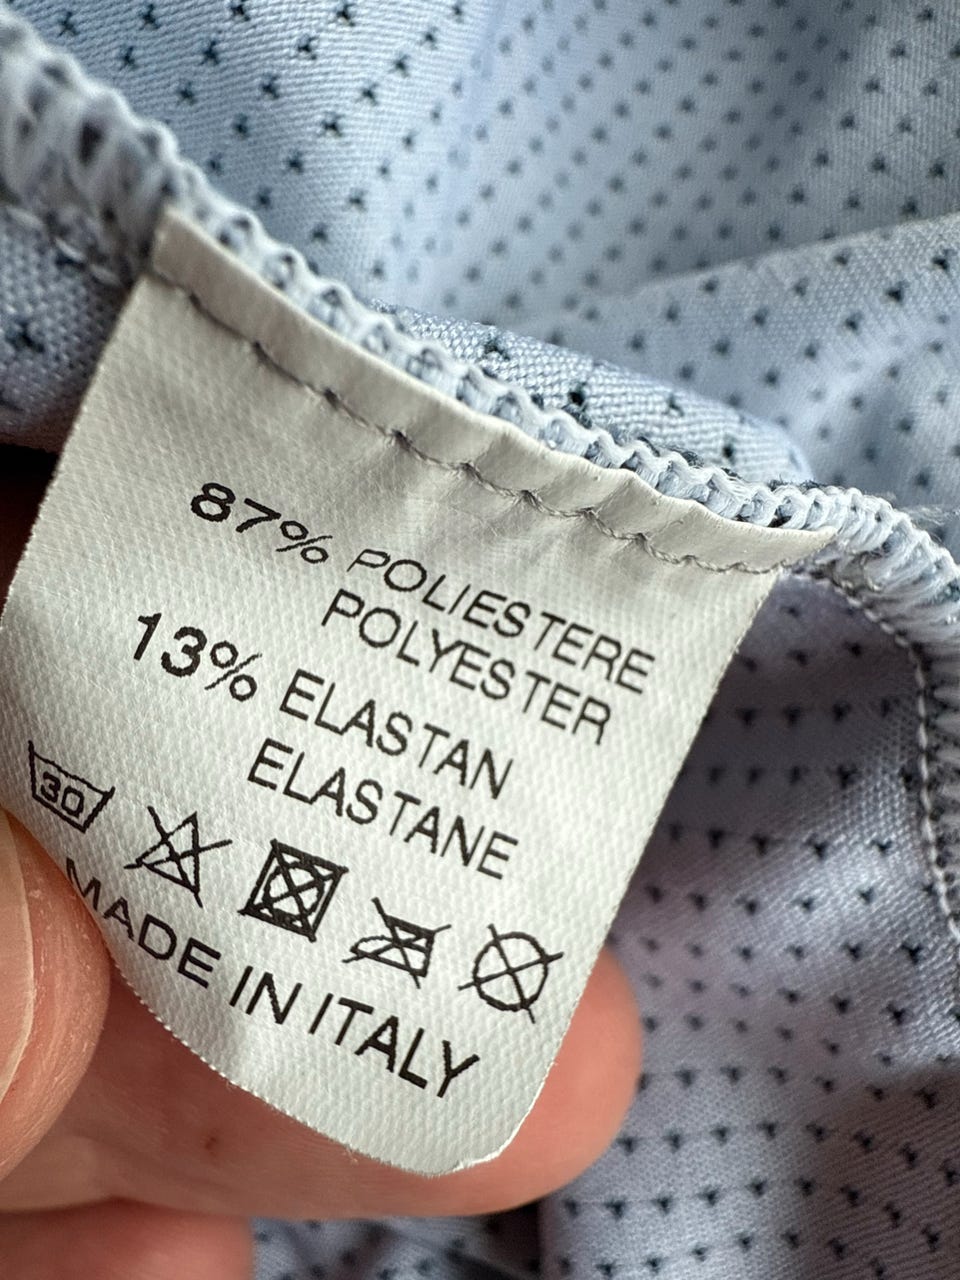 87% POLIESTERE
POLYESTER
13% ELASTAN
ELASTANE
30
MADE IN ITALY